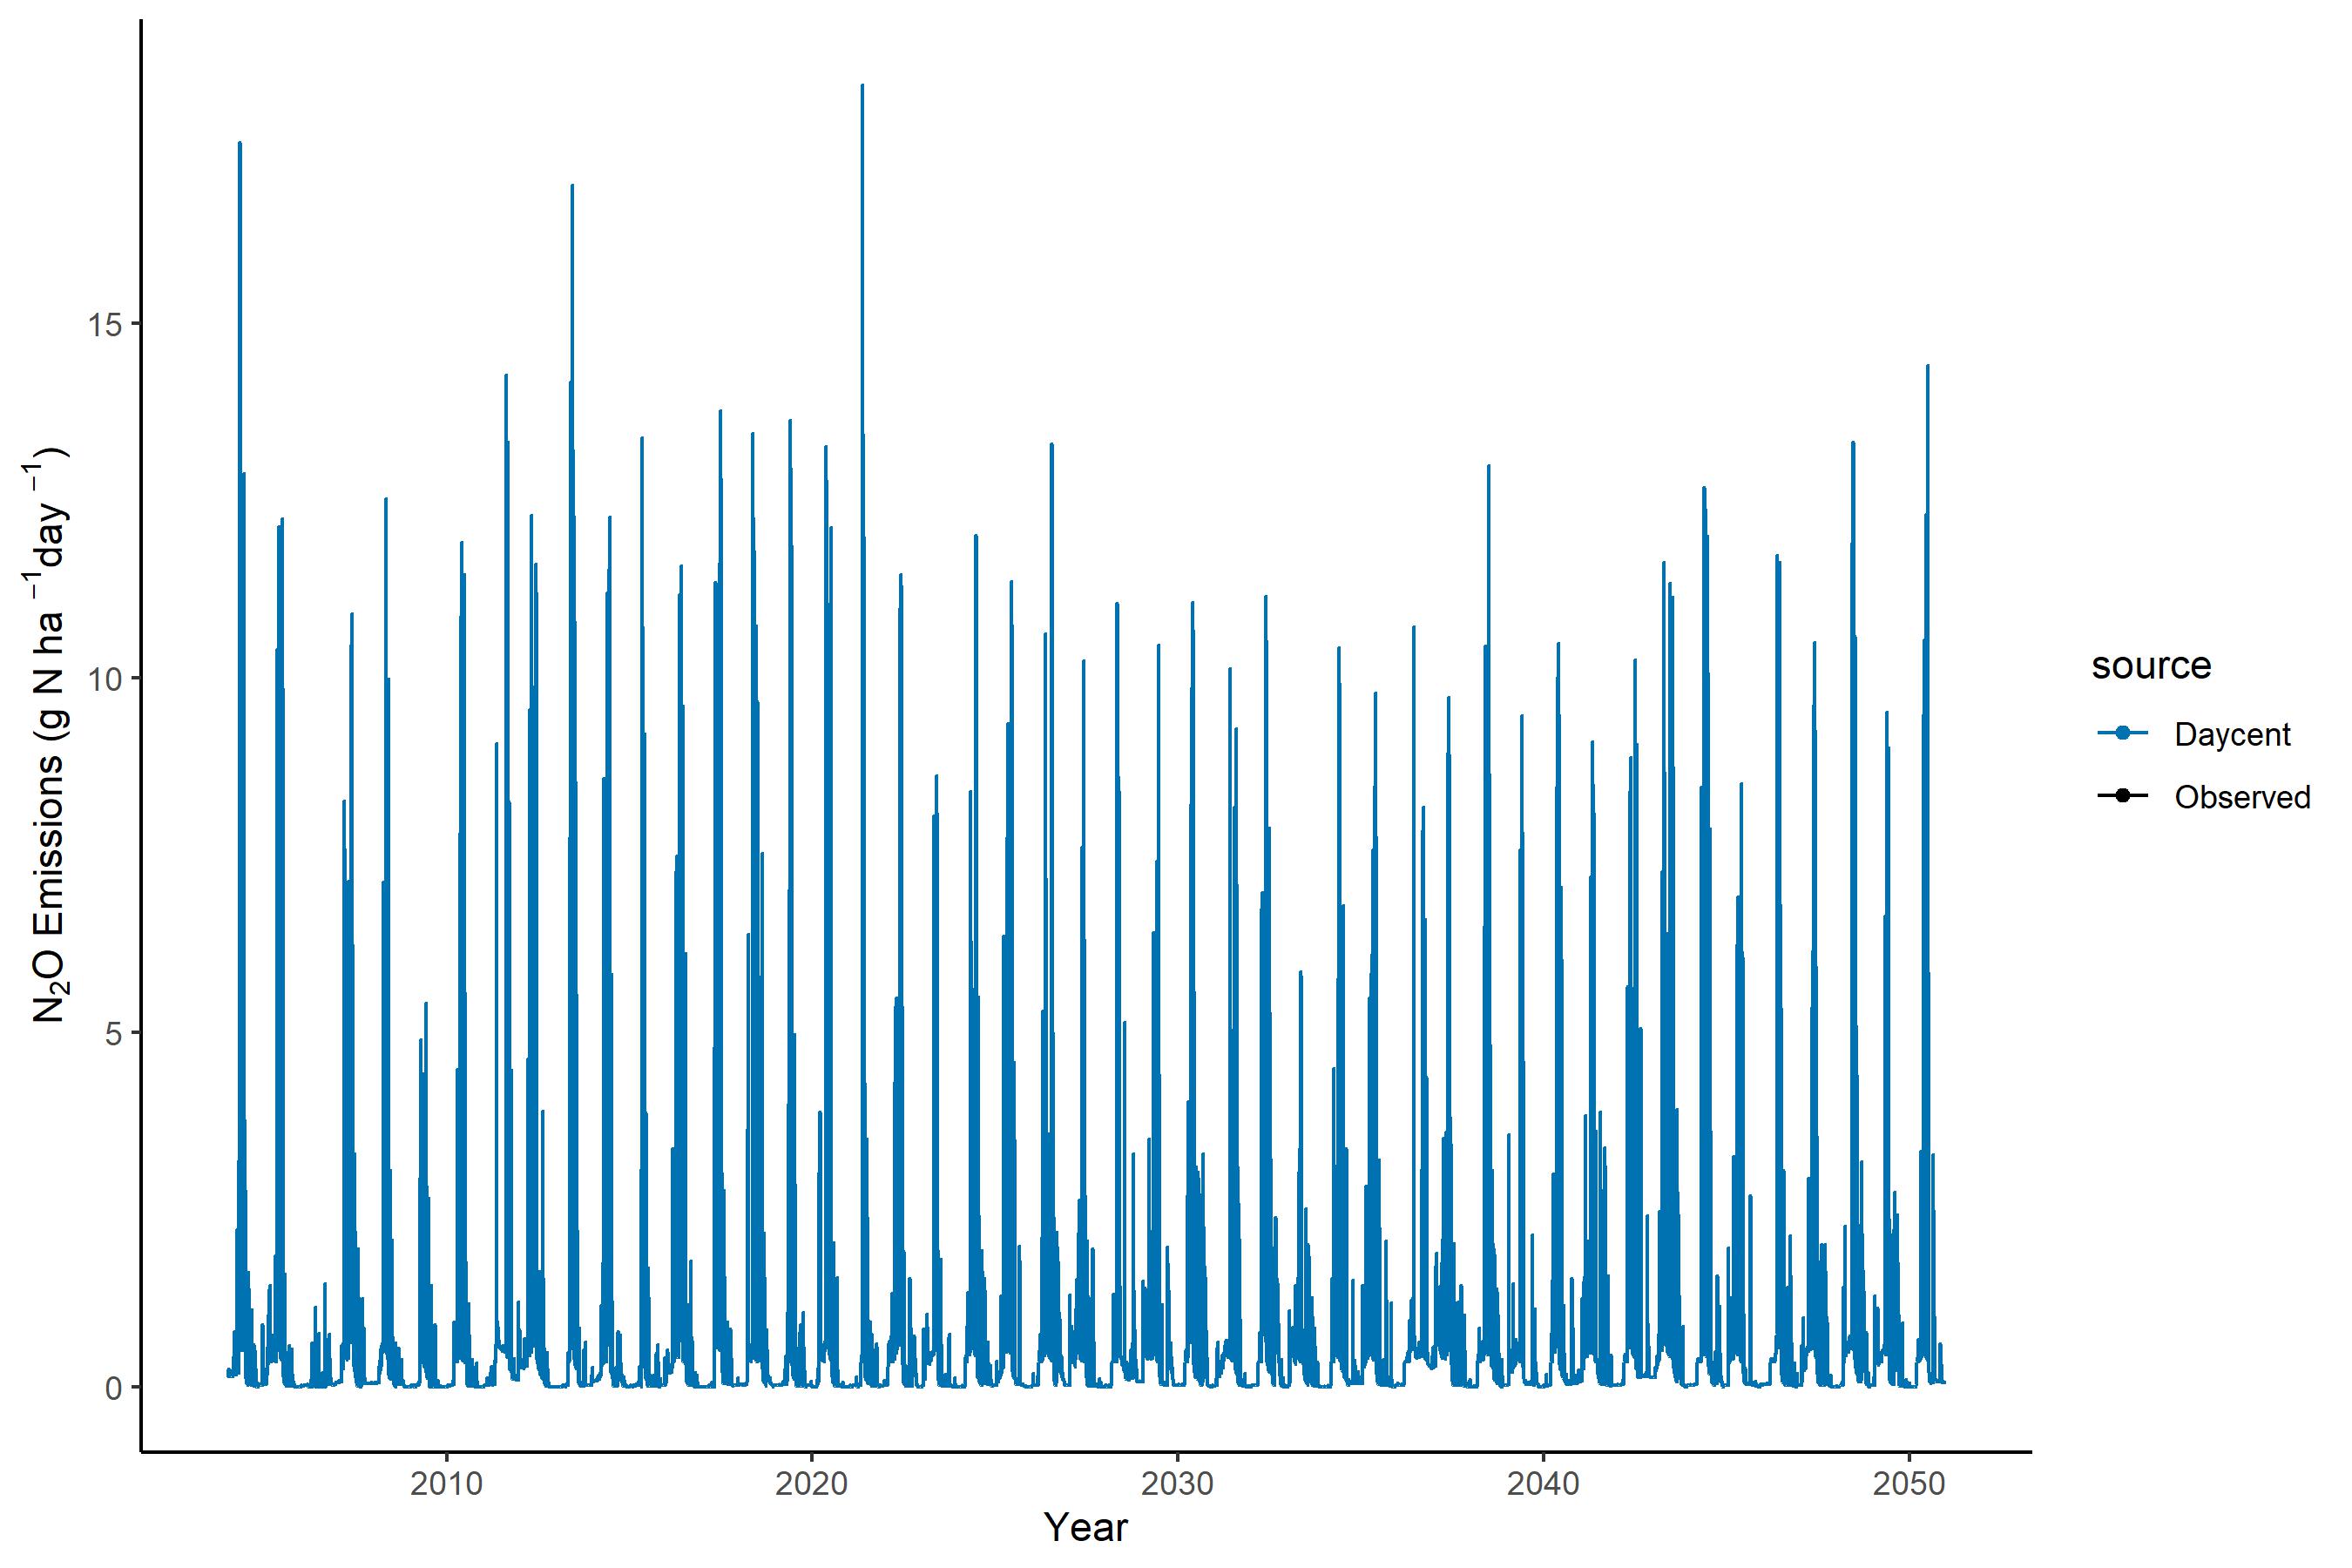 N₂O Emissions (g N ha ⁻¹day ⁻¹)
15
10
5
0
2010 2020 2030 2040 2050
Year
source
Daycent
Observed